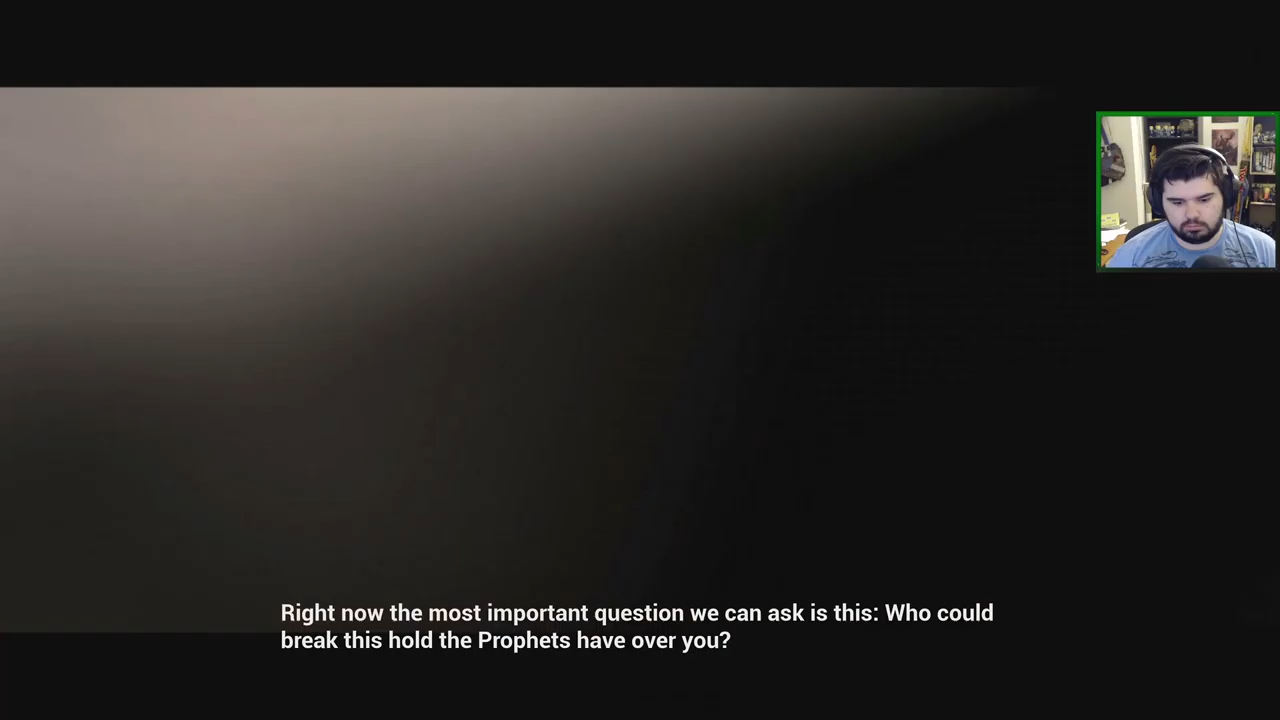 Right now the most important question we can ask is this: Who could
break this hold the Prophets have over you?